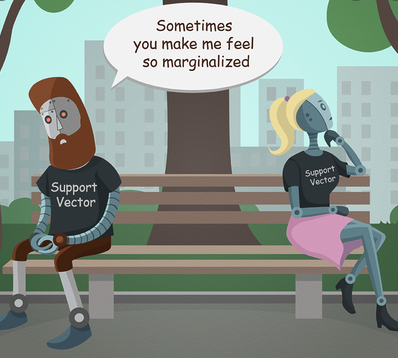 Sometimes
you make me feel
so marginalized
Support
Vector
Support
Vector